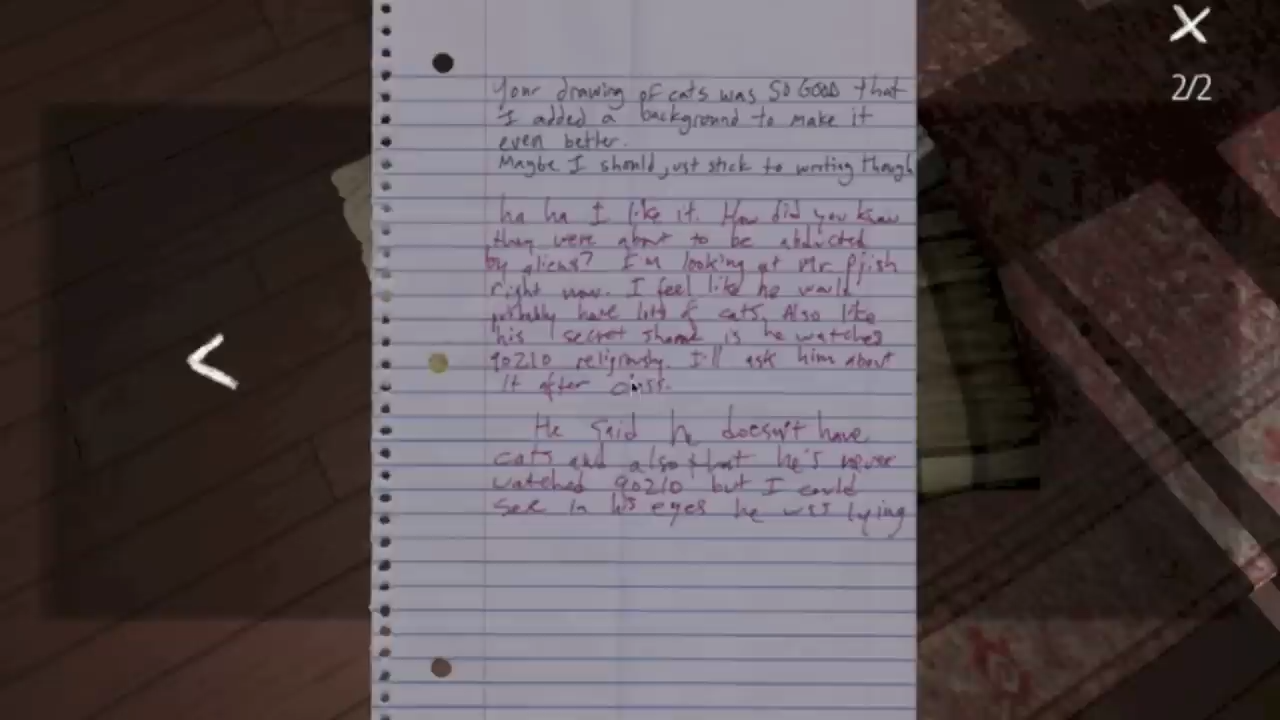 2/2
Your drawing of cats was SO GOOD that
I added a background to make it
even better.
Maybe I should just stick to writing though
ha ha I like it. How did you know
they were about to be abducted
by aliens? I'm looking at Mr Pjish
right now. I feel like he would
probably have lots of cats. Also like
his secret shame is he watches
90210 religiously. I'll ask him about
it after class.
He said he doesn't have
cats and also that he's never
watched 90210 but I could
see in his eyes he was lying